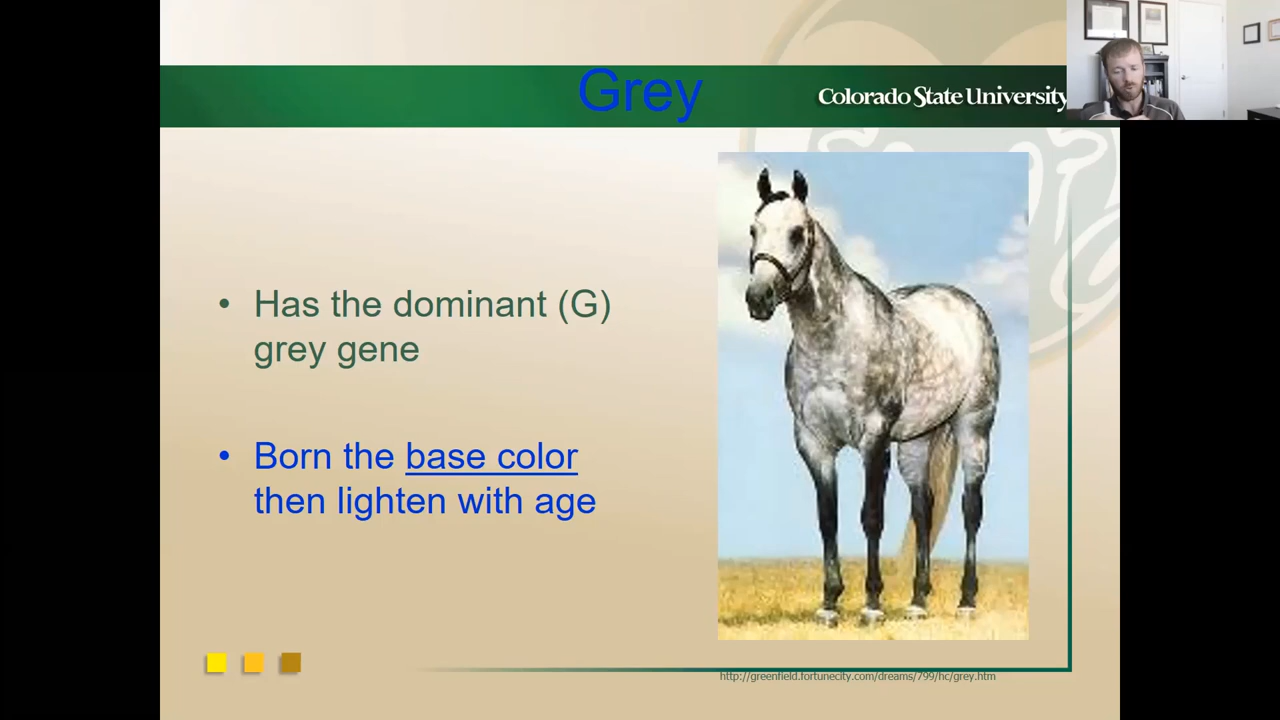 Grey
Colorado State University
• Has the dominant (G)
grey gene
• Born the base color
then lighten with age
http://greenfield.fortunecity.com/dreams/799/hc/grey.htm